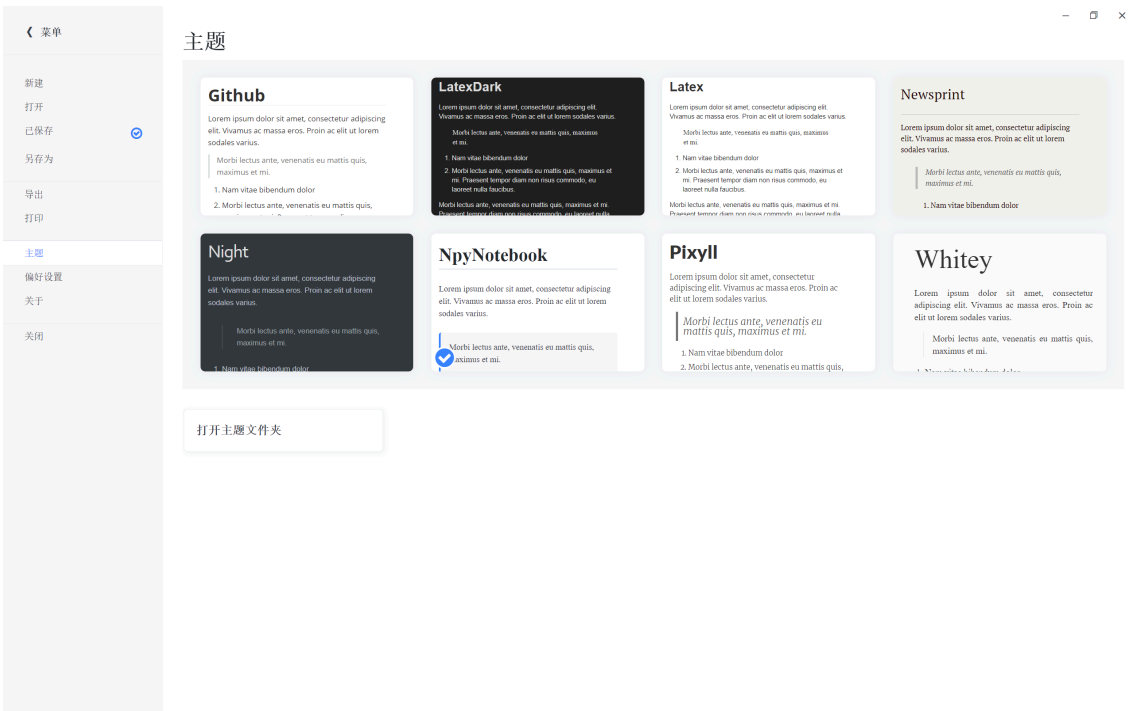 菜单
新建
打开
已保存
另存为
导出
打印
主题
偏好设置
关于
关闭
主题
Github
Lorem ipsum dolor sit amet, consectetur adipiscing
elit. Vivamus ac massa eros. Proin ac elit ut lorem
sodales varius.
Morbi lectus ante, venenatis eu mattis quis,
maximus et mi.
1. Nam vitae bibendum dolor
2. Morbi lectus ante, venenatis eu mattis quis,
LatexDark
Lorem ipsum dolor sit amet, consectetur adipiscing elit.
Vivamus ac massa eros. Proin ac elit ut lorem sodales varius.
Morbi lectus ante, venenatis eu mattis quis, maximus
et mi.
1. Nam vitae bibendum dolor
2. Morbi lectus ante, venenatis eu mattis quis, maximus et
mi. Praesent tempor diam non risus commodo, eu
laoreet nulla faucibus.
Morbi lectus ante, venenatis eu mattis quis, maximus et mi.
Praesent tempor diam non risus commodo, eu laoreet nulla
Latex
Lorem ipsum dolor sit amet, consectetur adipiscing elit.
Vivamus ac massa eros. Proin ac elit ut lorem sodales varius.
Morbi lectus ante, venenatis eu mattis quis, maximus
et mi.
1. Nam vitae bibendum dolor
2. Morbi lectus ante, venenatis eu mattis quis, maximus et
mi. Praesent tempor diam non risus commodo, eu
laoreet nulla faucibus.
Morbi lectus ante, venenatis eu mattis quis, maximus et mi.
Praesent tempor diam non risus commodo, eu laoreet nulla
Newsprint
Lorem ipsum dolor sit amet, consectetur adipiscing
elit. Vivamus ac massa eros. Proin ac elit ut lorem
sodales varius.
Morbi lectus ante, venenatis eu mattis quis,
maximus et mi.
1. Nam vitae bibendum dolor
Night
Lorem ipsum dolor sit amet, consectetur adipiscing
elit. Vivamus ac massa eros. Proin ac elit ut lorem
sodales varius.
Morbi lectus ante, venenatis eu mattis quis,
maximus et mi.
1. Nam vitae bibendum dolor
NpyNotebook
Lorem ipsum dolor sit amet, consectetur adipiscing
elit. Vivamus ac massa eros. Proin ac elit ut lorem
sodales varius.
Morbi lectus ante, venenatis eu mattis quis,
maximus et mi.
Pixyll
Lorem ipsum dolor sit amet, consectetur
adipiscing elit. Vivamus ac massa eros. Proin ac
elit ut lorem sodales varius.
Morbi lectus ante, venenatis eu
mattis quis, maximus et mi.
1. Nam vitae bibendum dolor
2. Morbi lectus ante, venenatis eu mattis quis,
Whitey
Lorem ipsum dolor sit amet, consectetur
adipiscing elit. Vivamus ac massa eros. Proin ac
elit ut lorem sodales varius.
Morbi lectus ante, venenatis eu mattis quis,
maximus et mi.
打开主题文件夹